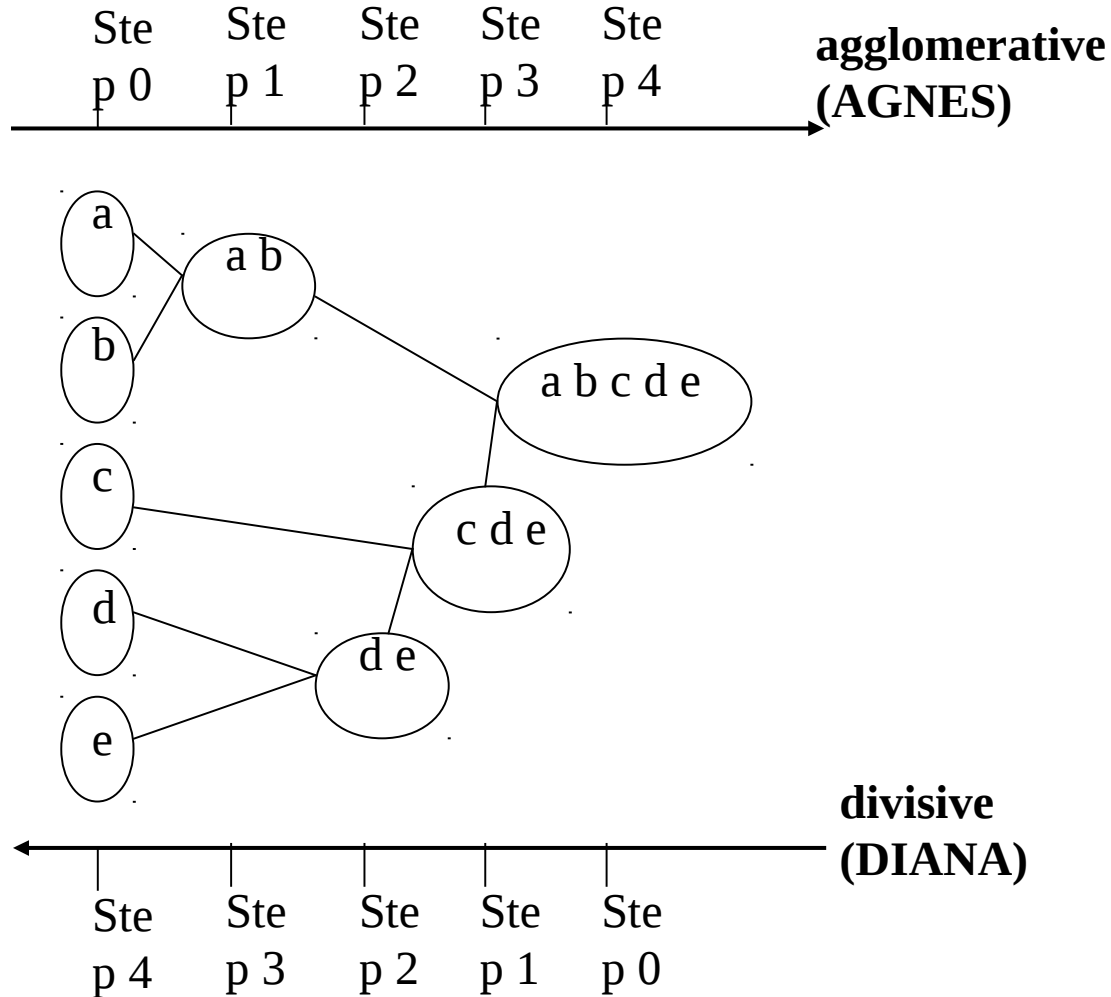 Ste Ste Ste Ste Ste
p 0 p 1 p 2 p 3 p 4
agglomerative
(AGNES)
a
a b
b
a b c d e
c
c d e
d
d e
e
divisive
(DIANA)
Ste Ste Ste Ste Ste
p 4 p 3 p 2 p 1 p 0